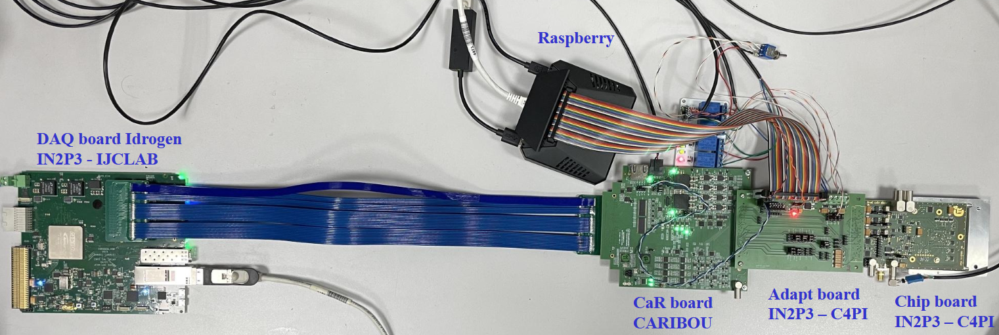 Raspberry
DAQ board Idrogen
IN2P3 - IJCLAB
CaR board
CARIBOU
Adapt board
IN2P3 – C4PI
Chip board
IN2P3 – C4PI